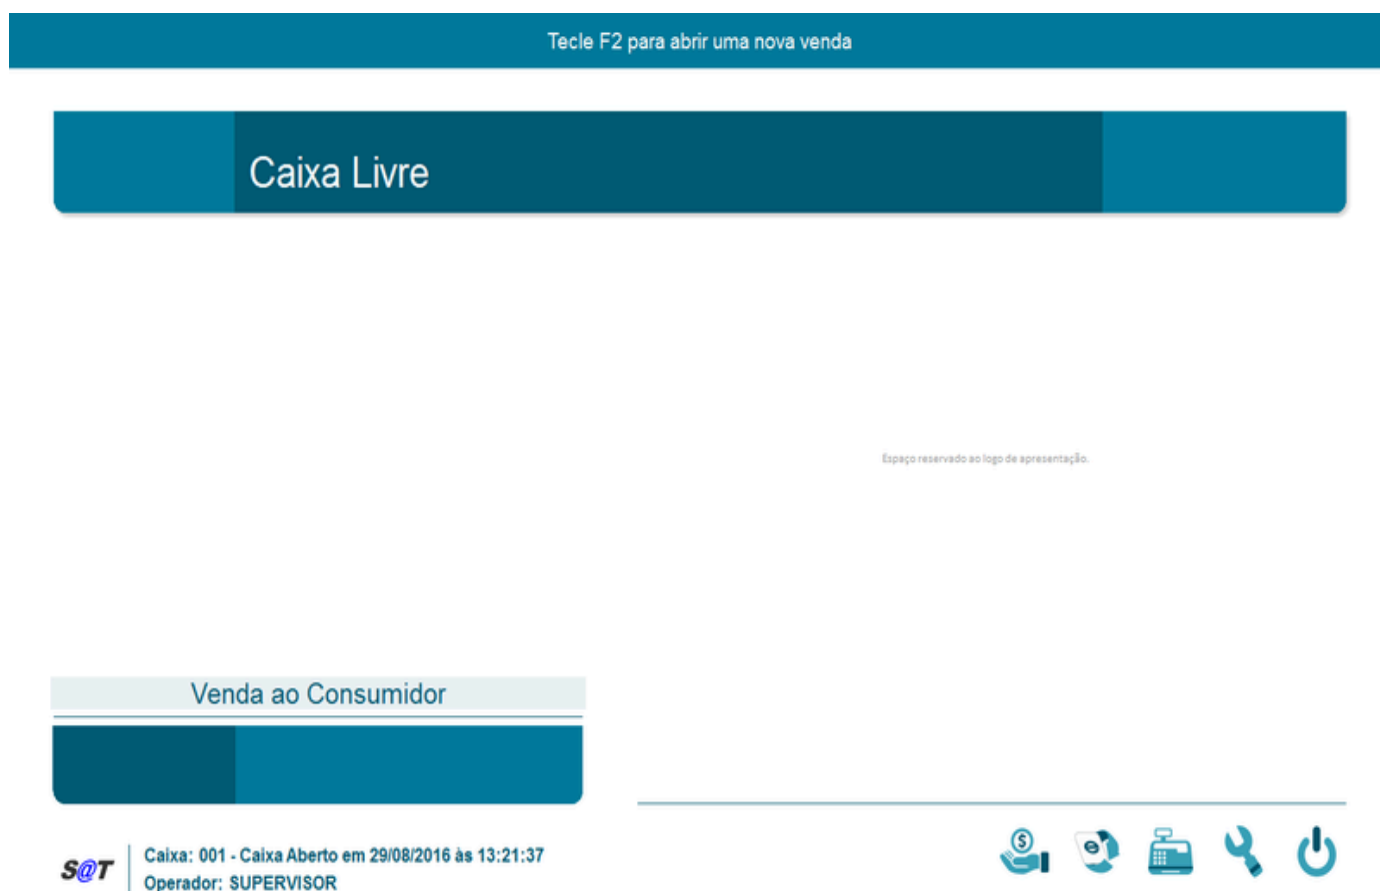 Tecle F2 para abrir uma nova venda
Caixa Livre
Espaço reservado ao logo de apresentação.
Venda ao Consumidor
S@T
Caixa: 001 - Caixa Aberto em 29/08/2016 às 13:21:37
Operador: SUPERVISOR